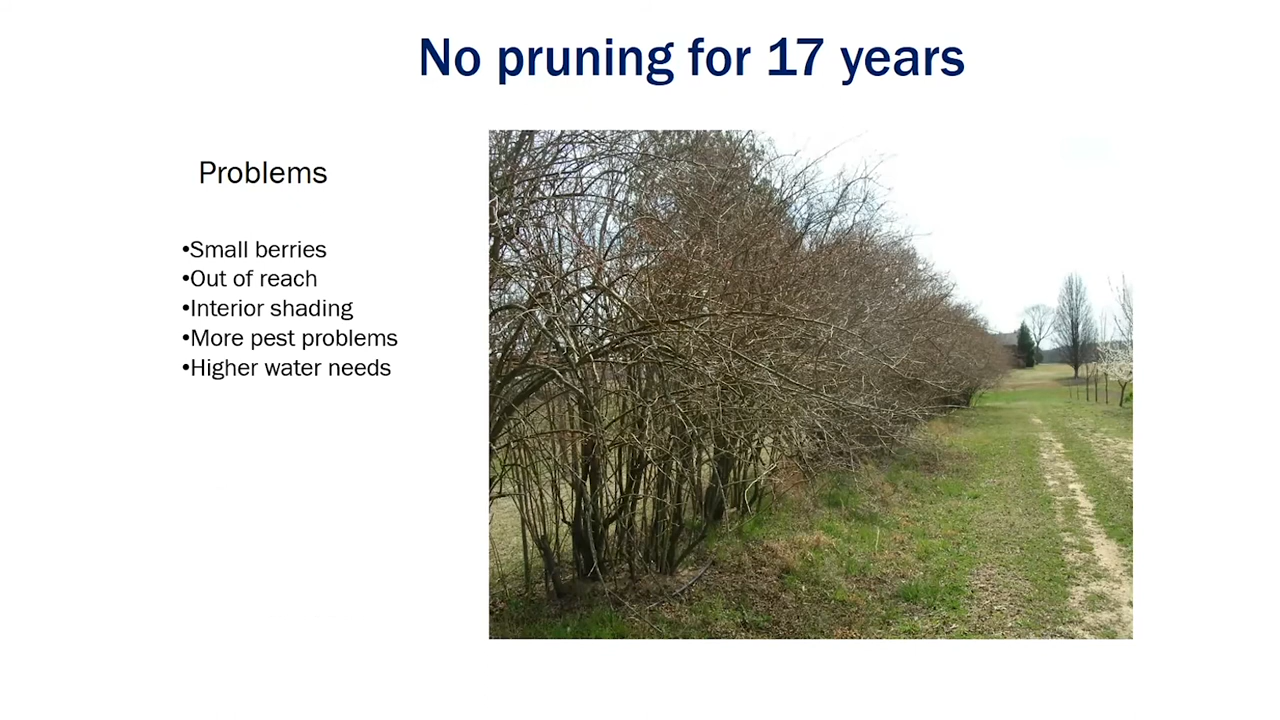 No pruning for 17 years
Problems
•Small berries
•Out of reach
•Interior shading
•More pest problems
•Higher water needs